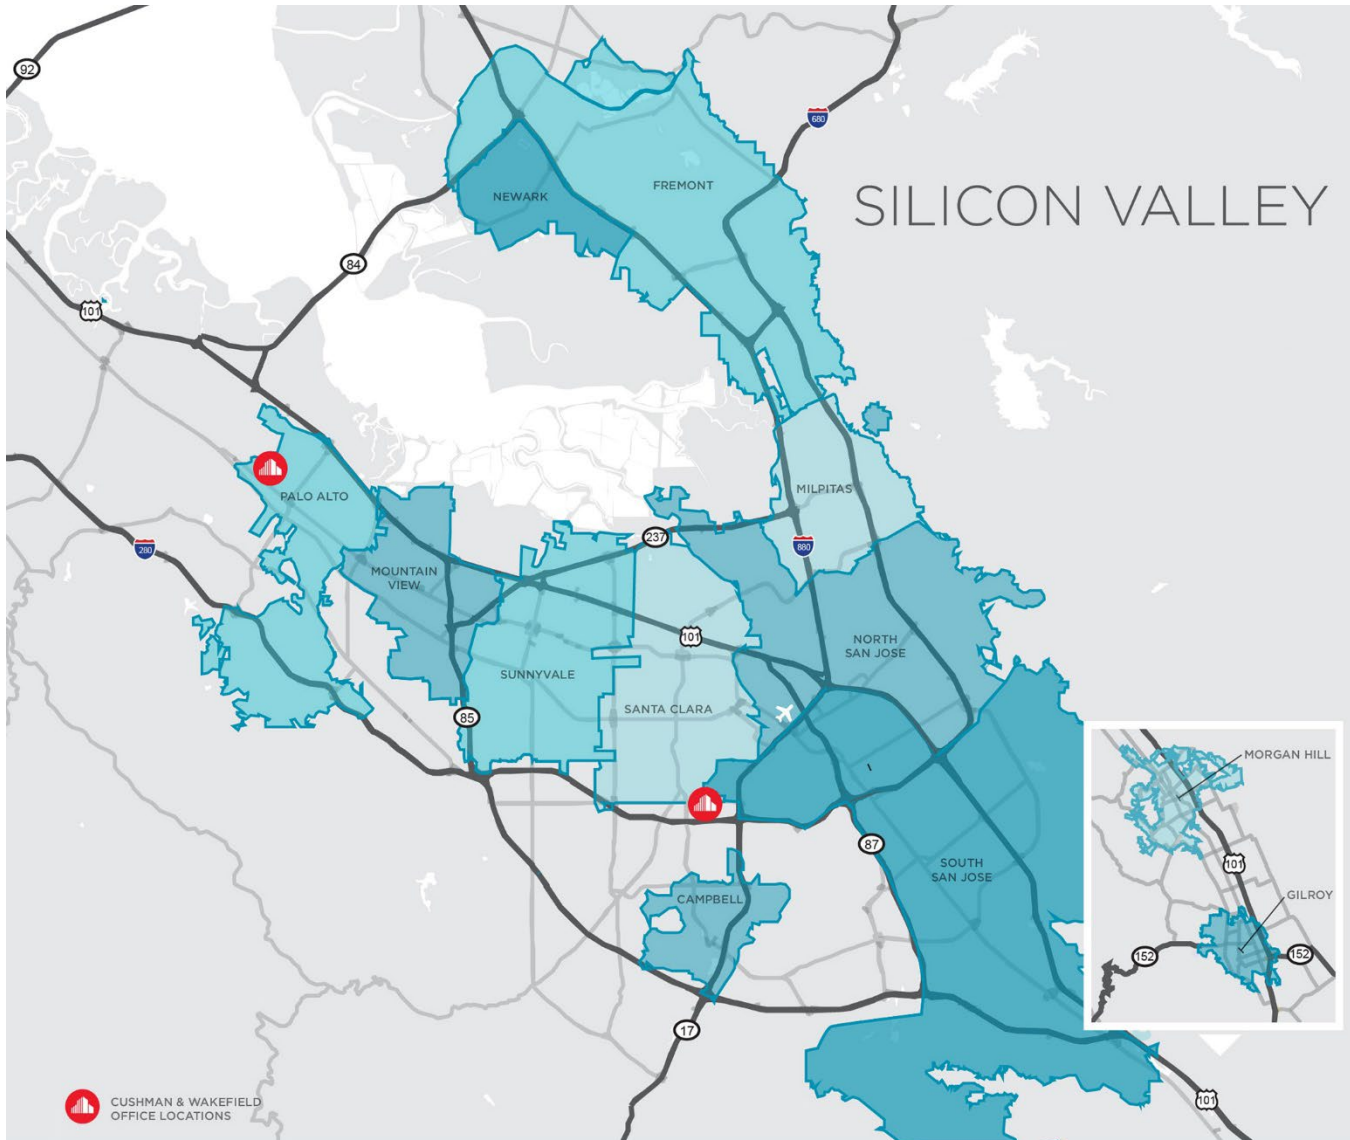 92
680
SILICON VALLEY
FREMONT
NEWARK
84
101
MILPITAS
PALO ALTO
237
280
880
MOUNTAIN
VIEW
101
NORTH
SAN JOSE
SUNNYVALE
SANTA CLARA
85
MORGAN HILL
87
101
SOUTH
SAN JOSE
GILROY
CAMPBELL
152
152
17
101
CUSHMAN & WAKEFIELD
OFFICE LOCATIONS